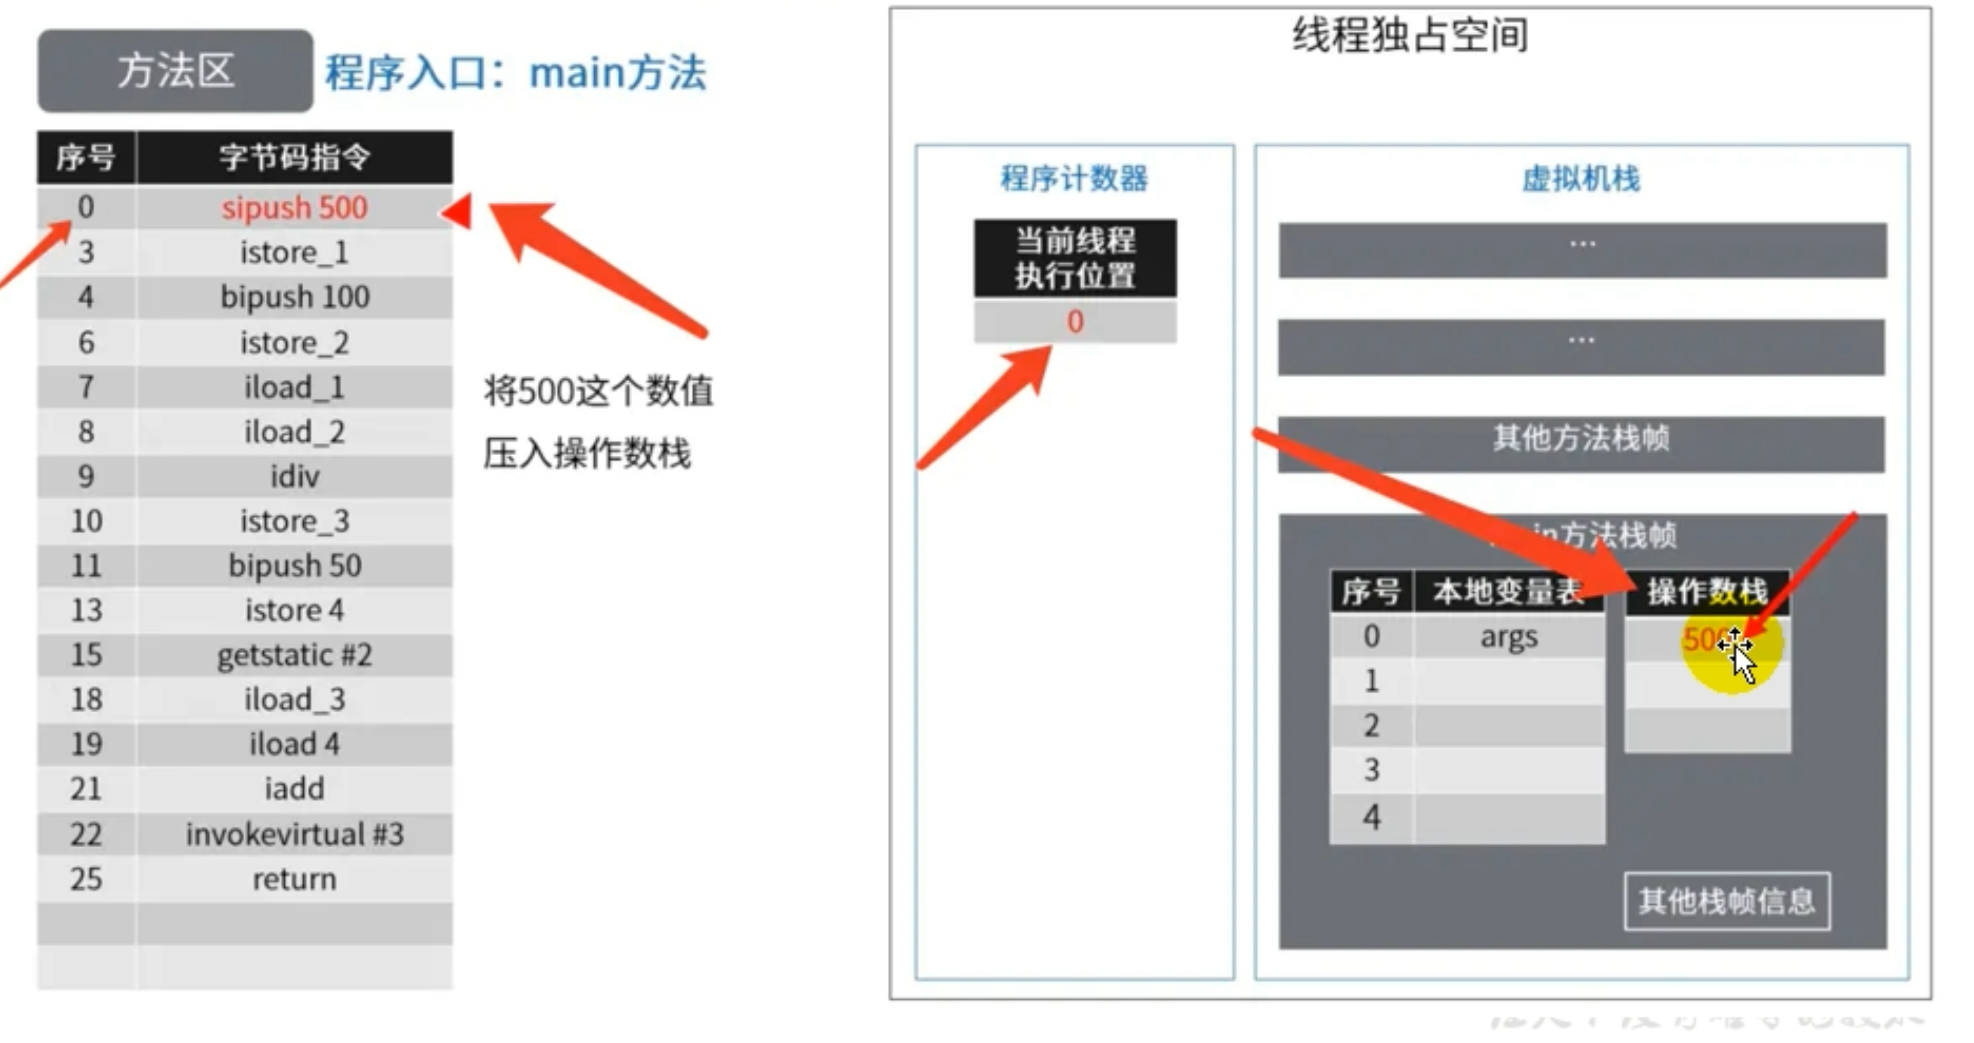 方法区 程序入口：main方法
序号 字节码指令
0 sipush 500
3 istore_1
4 bipush 100
6 istore_2
7 iload_1
8 iload_2
9 idiv
10 istore_3
11 bipush 50
13 istore 4
15 getstatic #2
18 iload_3
19 iload 4
21 iadd
22 invokevirtual #3
25 return
将500这个数值
压入操作数栈
线程独占空间
程序计数器
当前线程
执行位置
0
虚拟机栈
...
...
其他方法栈帧
方法栈帧
序号 本地变量表
0 args
1
2
3
4
操作数栈
其他栈帧信息